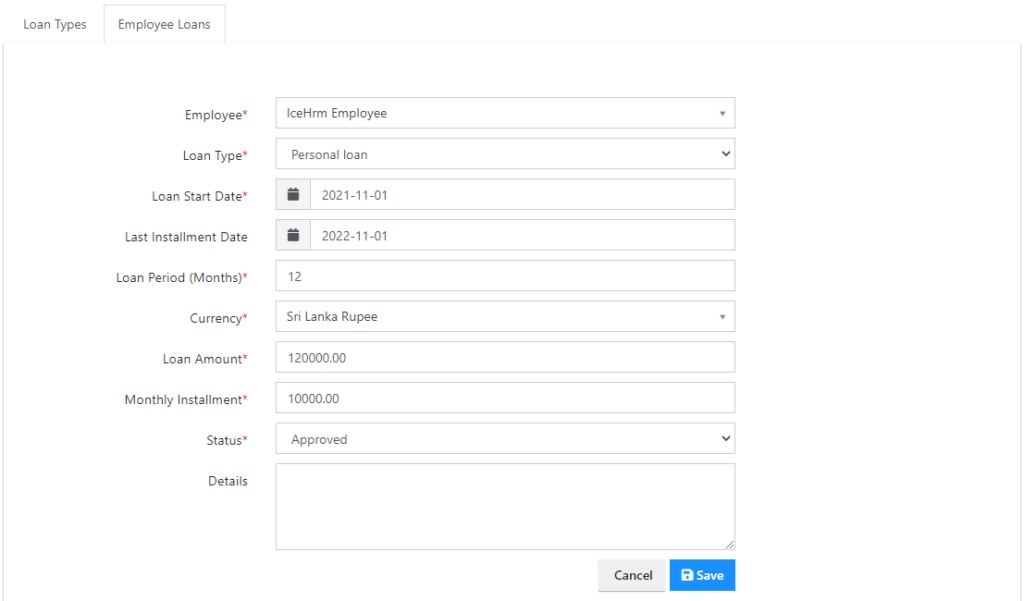 Loan Types Employee Loans
Employee* IceHrm Employee
Loan Type* Personal loan
Loan Start Date* 2021-11-01
Last Installment Date 2022-11-01
Loan Period (Months)* 12
Currency* Sri Lanka Rupee
Loan Amount* 120000.00
Monthly Installment* 10000.00
Status* Approved
Details
Cancel Save